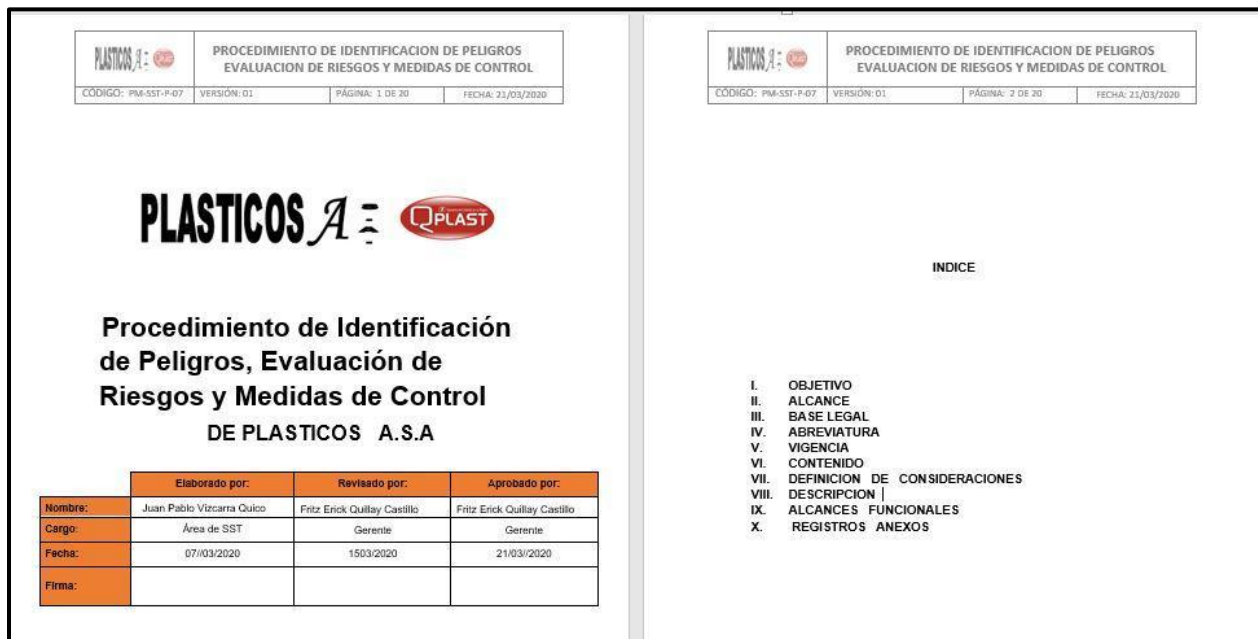 PLASTICOS A QPLAST
PROCEDIMIENTO DE IDENTIFICACION DE PELIGROS
EVALUACION DE RIESGOS Y MEDIDAS DE CONTROL
CÓDIGO: PM-SST-P-07 VERSIÓN: 01 PÁGINA: 1 DE 20 FECHA: 21/03/2020
PLASTICOS A QPLAST
Procedimiento de Identificación
de Peligros, Evaluación de
Riesgos y Medidas de Control
DE PLASTICOS A.S.A
Elaborado por: Revisado por: Aprobado por:
Nombre: Juan Pablo Vizcarra Quico Fritz Erick Quillay Castillo Fritz Erick Quillay Castillo
Cargo: Área de SST Gerente Gerente
Fecha: 07//03/2020 1503/2020 21/03//2020
Firma:
PLASTICOS A QPLAST
PROCEDIMIENTO DE IDENTIFICACION DE PELIGROS
EVALUACION DE RIESGOS Y MEDIDAS DE CONTROL
CÓDIGO: PM-SST-P-07 VERSIÓN: 01 PÁGINA: 2 DE 20 FECHA: 21/03/2020
INDICE
I. OBJETIVO
II. ALCANCE
III. BASE LEGAL
IV. ABREVIATURA
V. VIGENCIA
VI. CONTENIDO
VII. DEFINICION DE CONSIDERACIONES
VIII. DESCRIPCION
IX. ALCANCES FUNCIONALES
X. REGISTROS ANEXOS